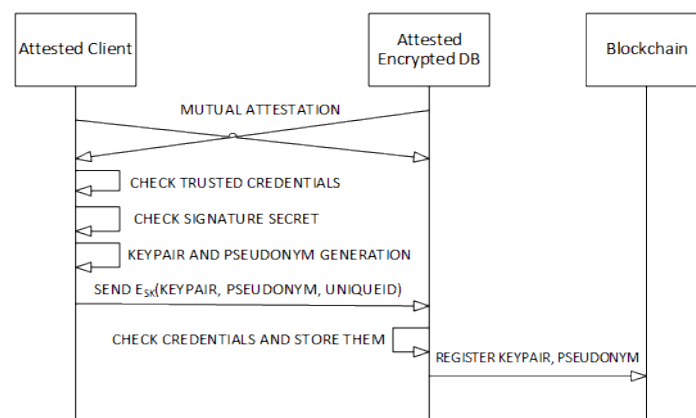 Attested Client
Attested
Encrypted DB
Blockchain
MUTUAL ATTESTATION
CHECK TRUSTED CREDENTIALS
CHECK SIGNATURE SECRET
KEYPAIR AND PSEUDONYM GENERATION
SEND E_SK(KEYPAIR, PSEUDONYM, UNIQUEID)
CHECK CREDENTIALS AND STORE THEM
REGISTER KEYPAIR, PSEUDONYM